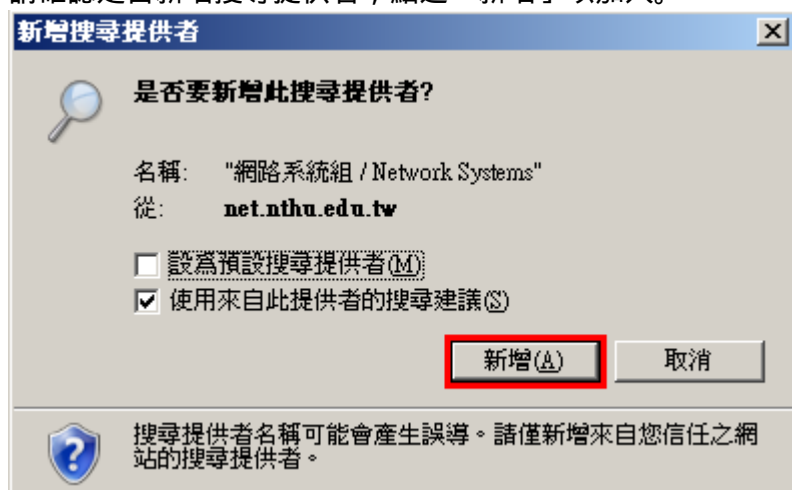 新增搜尋提供者
是否要新增此搜尋提供者?
名稱: "網路系統組 / Network Systems"
從: net.nthu.edu.tw
設為預設搜尋提供者(M)
使用來自此提供者的搜尋建議(S)
新增(A) 取消
搜尋提供者名稱可能會產生誤導。請僅新增來自您信任之網
站的搜尋提供者。